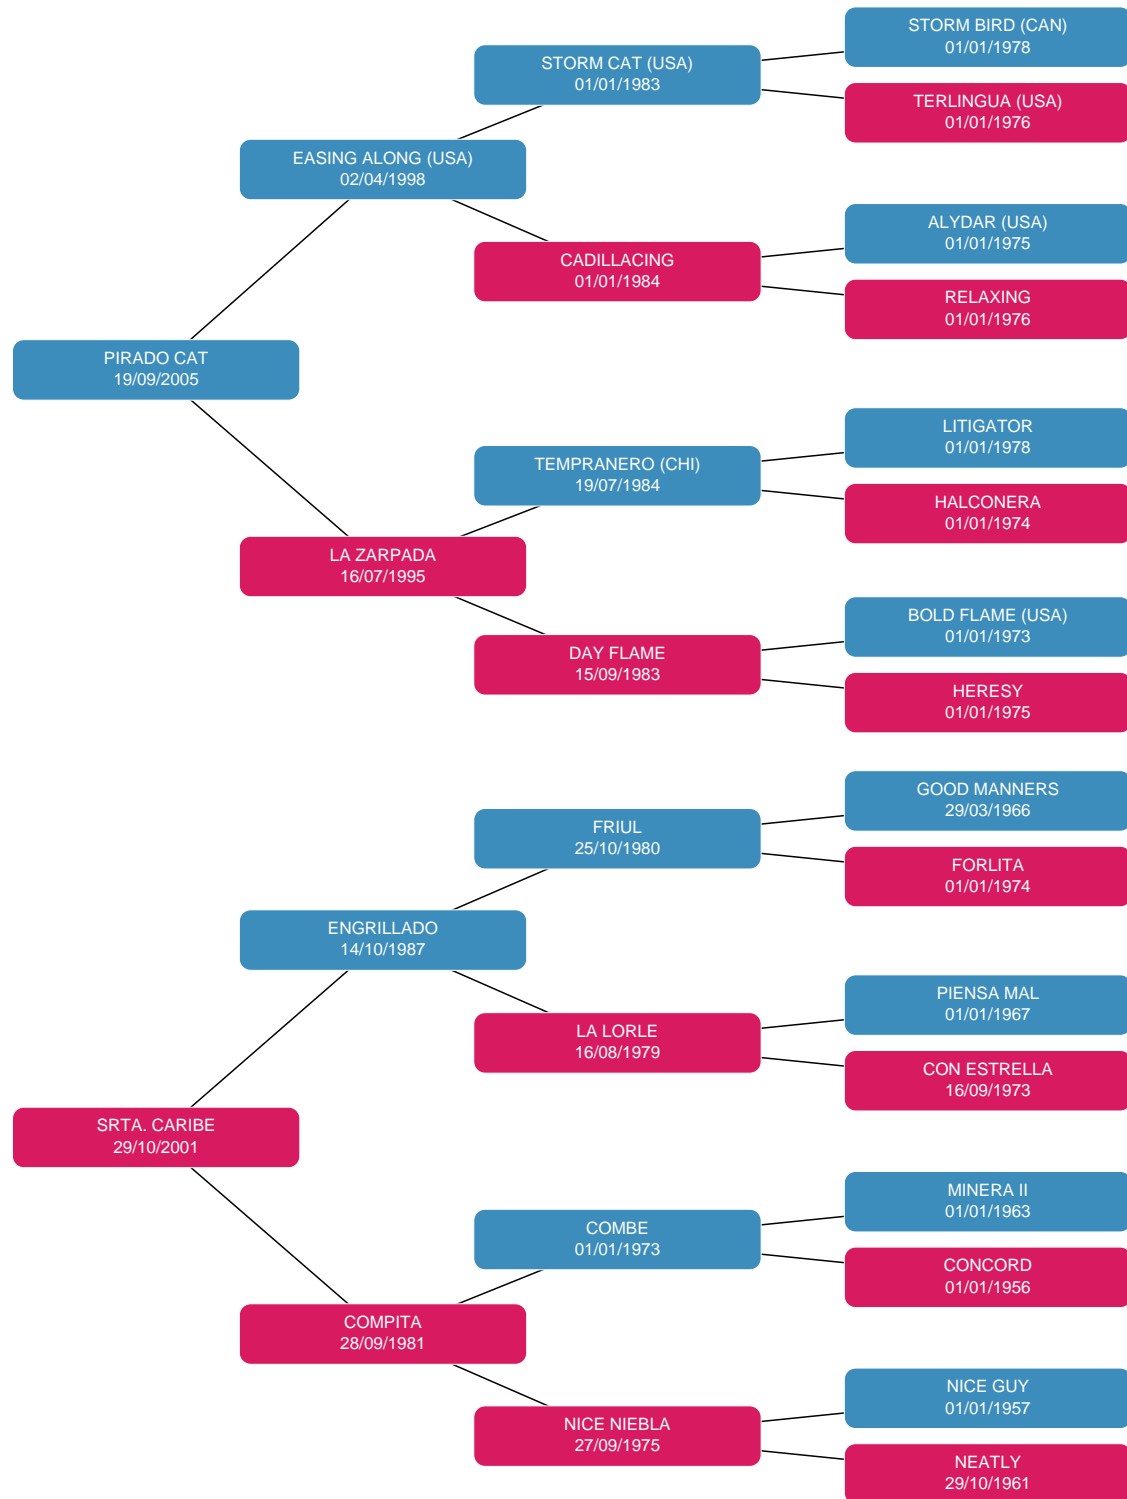 STORM BIRD (CAN)
01/01/1978
STORM CAT (USA)
01/01/1983
TERLINGUA (USA)
01/01/1976
EASING ALONG (USA)
02/04/1998
ALYDAR (USA)
01/01/1975
CADILLACING
01/01/1984
RELAXING
01/01/1976
PIRADO CAT
19/09/2005
LITIGATOR
01/01/1978
TEMPRANERO (CHI)
19/07/1984
HALCONERA
01/01/1974
LA ZARPADA
16/07/1995
BOLD FLAME (USA)
01/01/1973
DAY FLAME
15/09/1983
HERESY
01/01/1975
GOOD MANNERS
29/03/1966
FRIUL
25/10/1980
FORLITA
01/01/1974
ENGRILLADO
14/10/1987
PIENSA MAL
01/01/1967
LA LORLE
16/08/1979
CON ESTRELLA
16/09/1973
SRTA. CARIBE
29/10/2001
MINERA II
01/01/1963
COMBE
01/01/1973
CONCORD
01/01/1956
COMPITA
28/09/1981
NICE GUY
01/01/1957
NICE NIEBLA
27/09/1975
NEATLY
29/10/1961